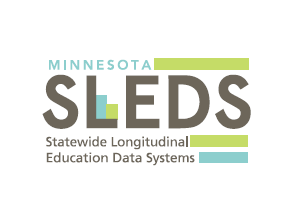 MINNESOTA
SLEDS
Statewide Longitudinal
Education Data Systems